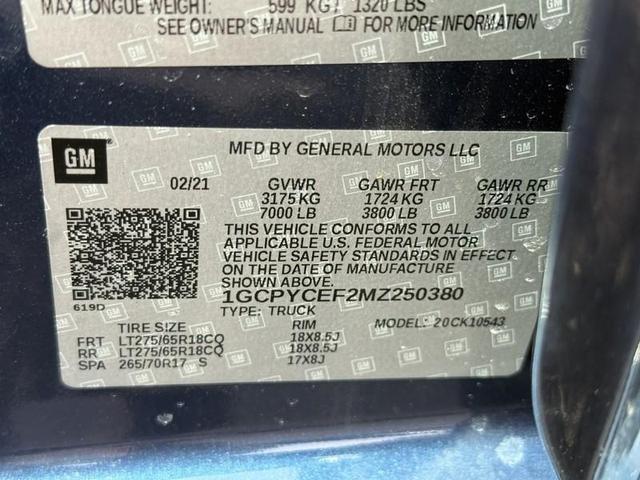 MAX TONGUE WEIGHT: 599 KG/ 1320 LBS
SEE OWNER'S MANUAL FOR MORE INFORMATION
GM
MFD BY GENERAL MOTORS LLC
02/21 GVWR GAWR FRT GAWR RR
3175 KG 1724 KG 1724 KG
7000 LB 3800 LB 3800 LB
THIS VEHICLE CONFORMS TO ALL
APPLICABLE U.S. FEDERAL MOTOR
VEHICLE SAFETY STANDARDS IN EFFECT
ON THE DATE OF MANUFACTURE
SHOWN ABOVE.
1GCPYCEF2MZ250380
619D TYPE: TRUCK MODEL: 20CK10543
TIRE SIZE RIM
FRT LT275/65R18CQ 18X8.5J
RR LT275/65R18CQ 18X8.5J
SPA 265/70R17 S 17X8J